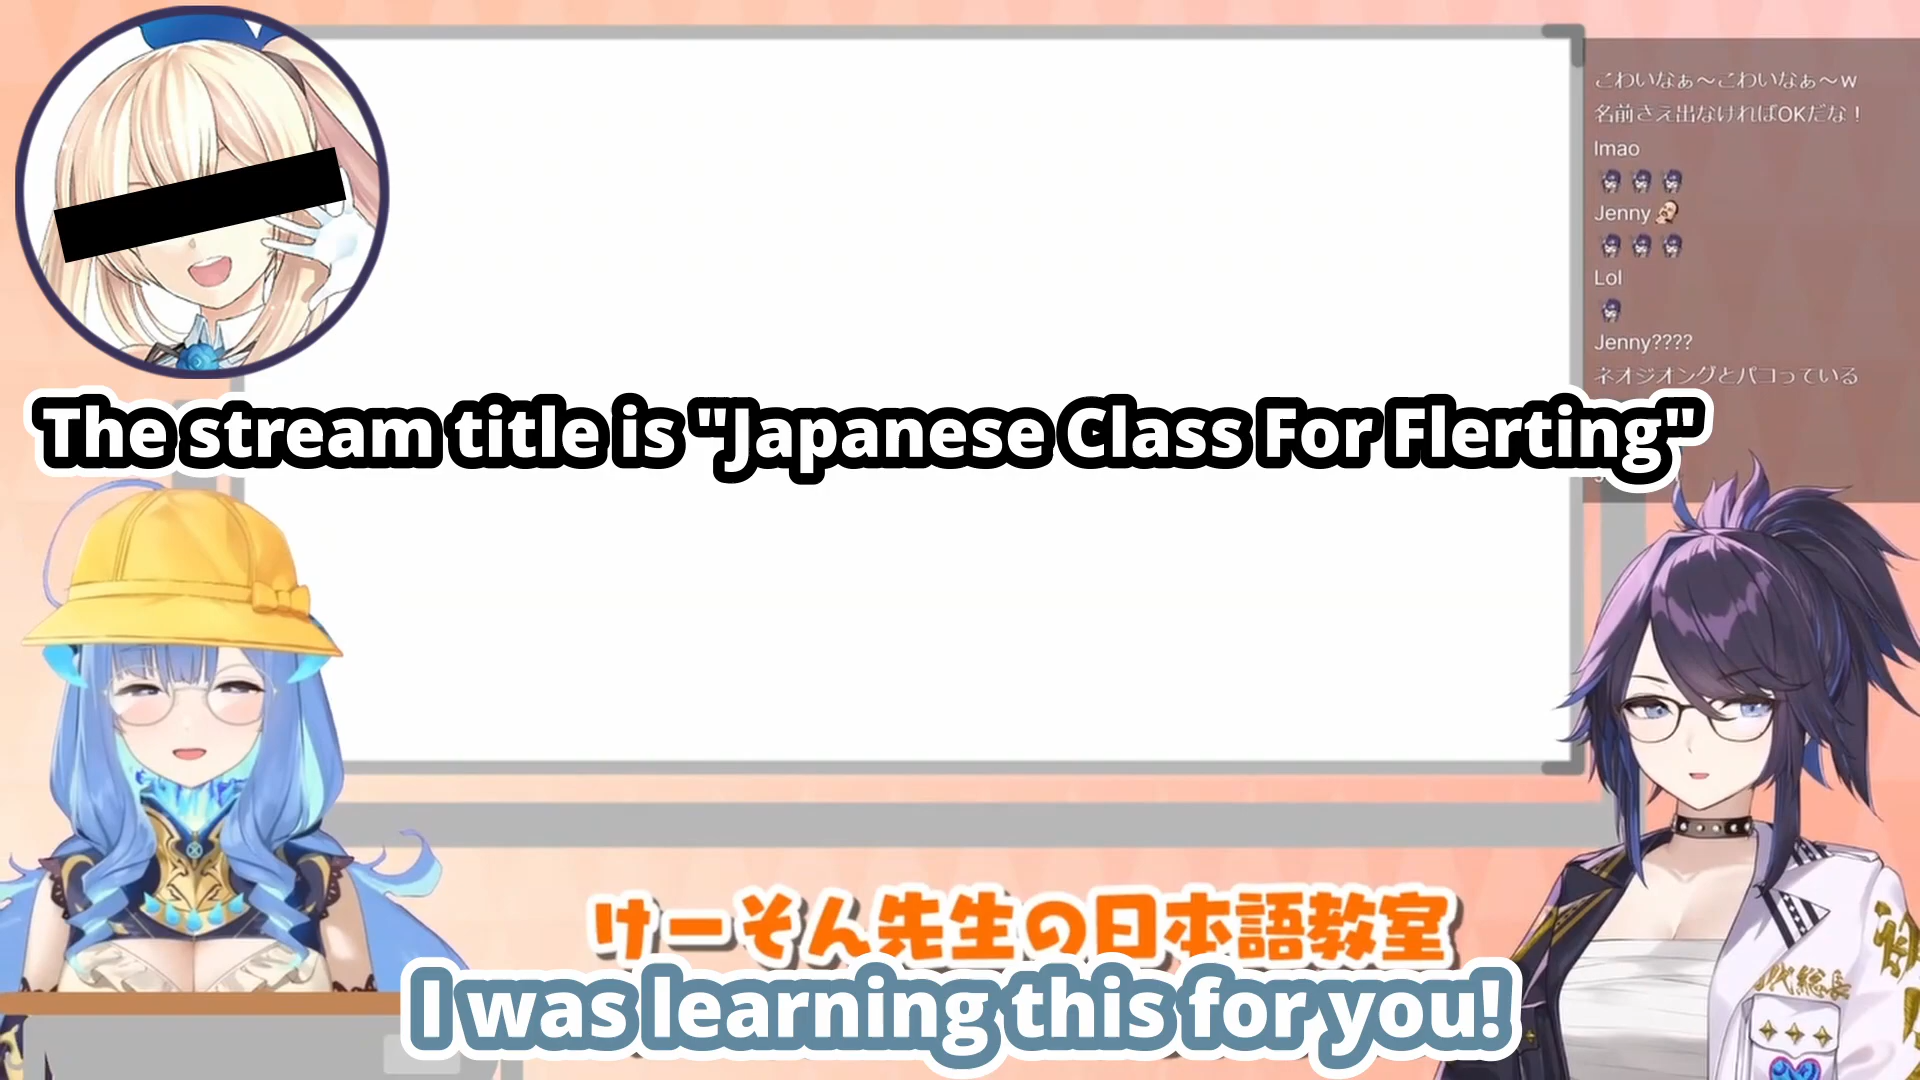 こわいなぁ～こわいなぁ～w
名前さえ出なければOKだな！
lmao
Jenny
Lol
Jenny????
ネオジオングとパコっている
The stream title is "Japanese Class For Flerting"
けーそん先生の日本語教室
I was learning this for you!
代総長